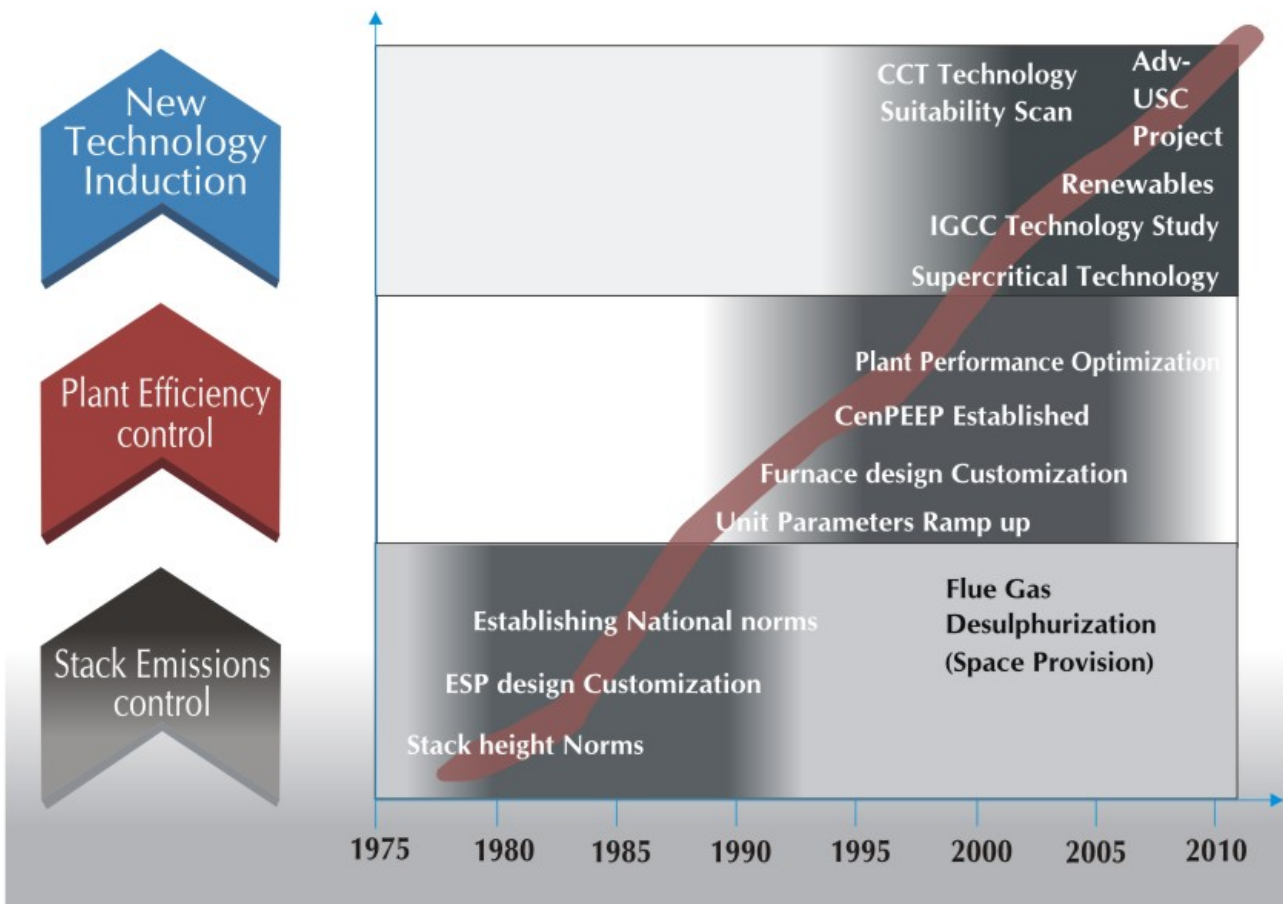 New
Technology
Induction
Plant Efficiency
control
Stack Emissions
control
CCT Technology
Suitability Scan
Adv-
USC
Project
Renewables
IGCC Technology Study
Supercritical Technology
Plant Performance Optimization
CenPEEP Established
Furnace design Customization
Unit Parameters Ramp up
Establishing National norms
ESP design Customization
Stack height Norms
Flue Gas
Desulphurization
(Space Provision)
1975 1980 1985 1990 1995 2000 2005 2010